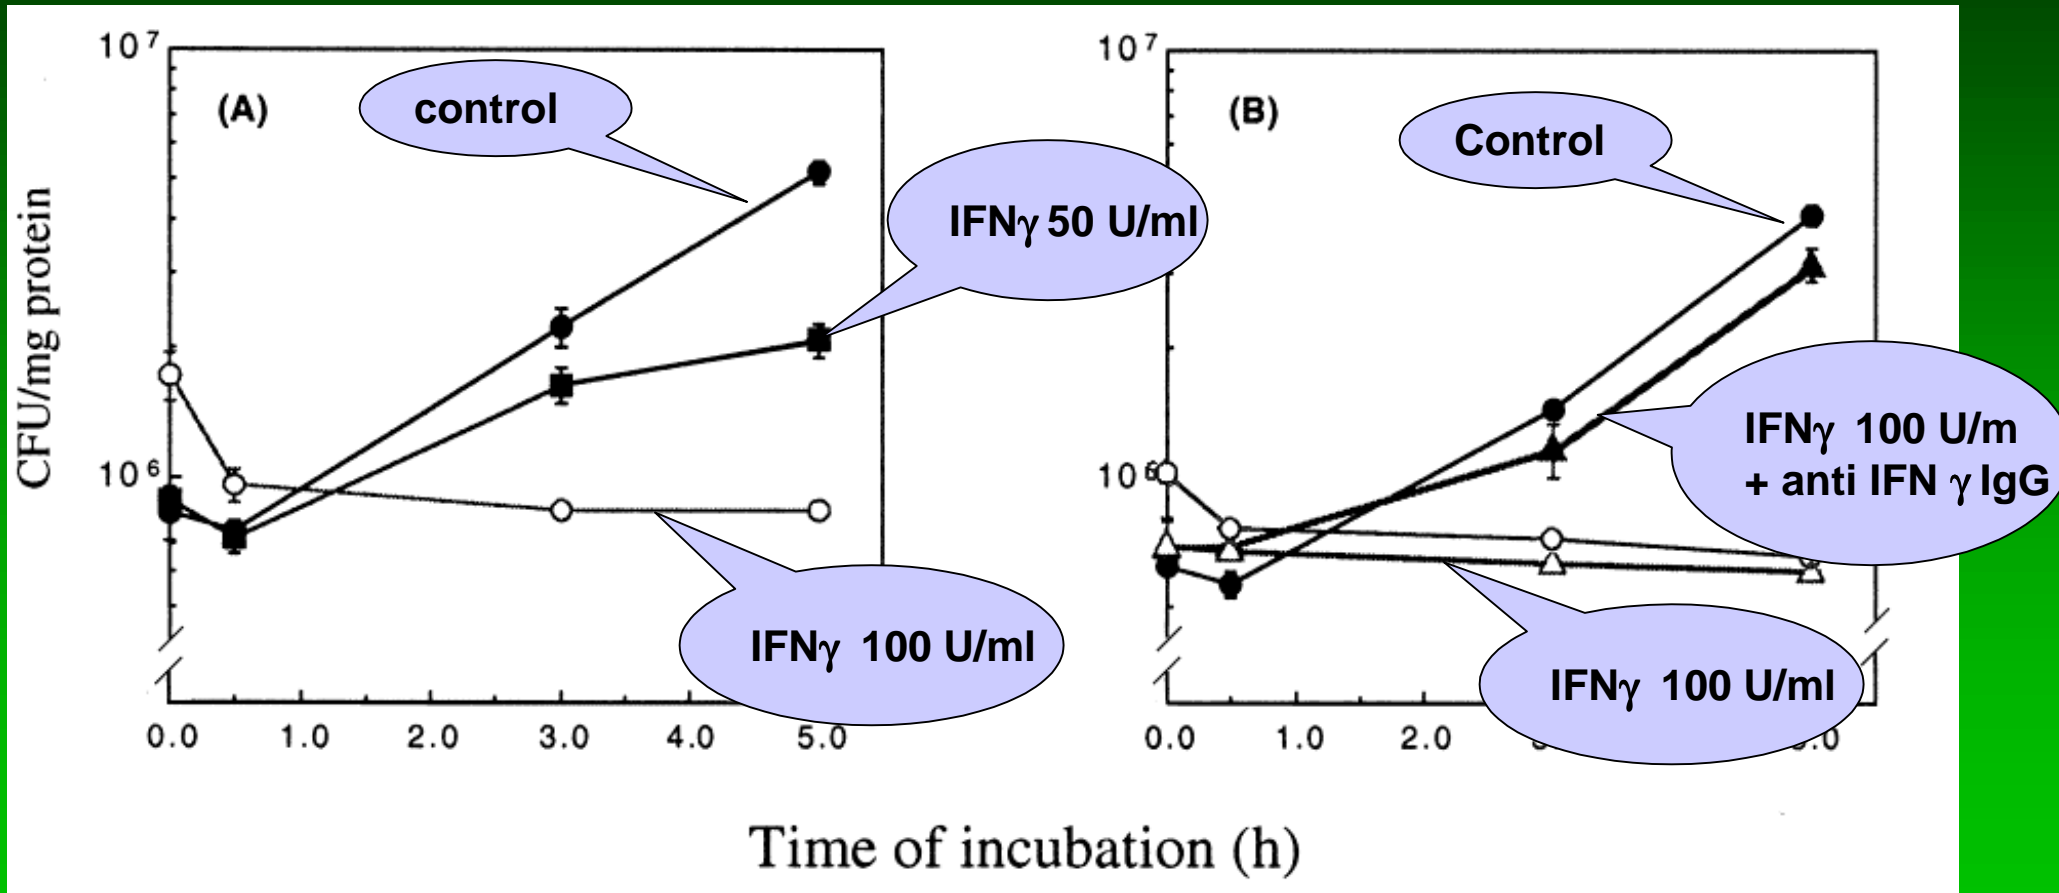 10⁷
(A)
control
IFNγ 50 U/ml
CFU/mg protein
10⁶
IFNγ 100 U/ml
0.0 1.0 2.0 3.0 4.0 5.0
10⁷
(B)
Control
10⁶
IFNγ 100 U/m
+ anti IFN γ IgG
IFNγ 100 U/ml
0.0 1.0 2.0
Time of incubation (h)